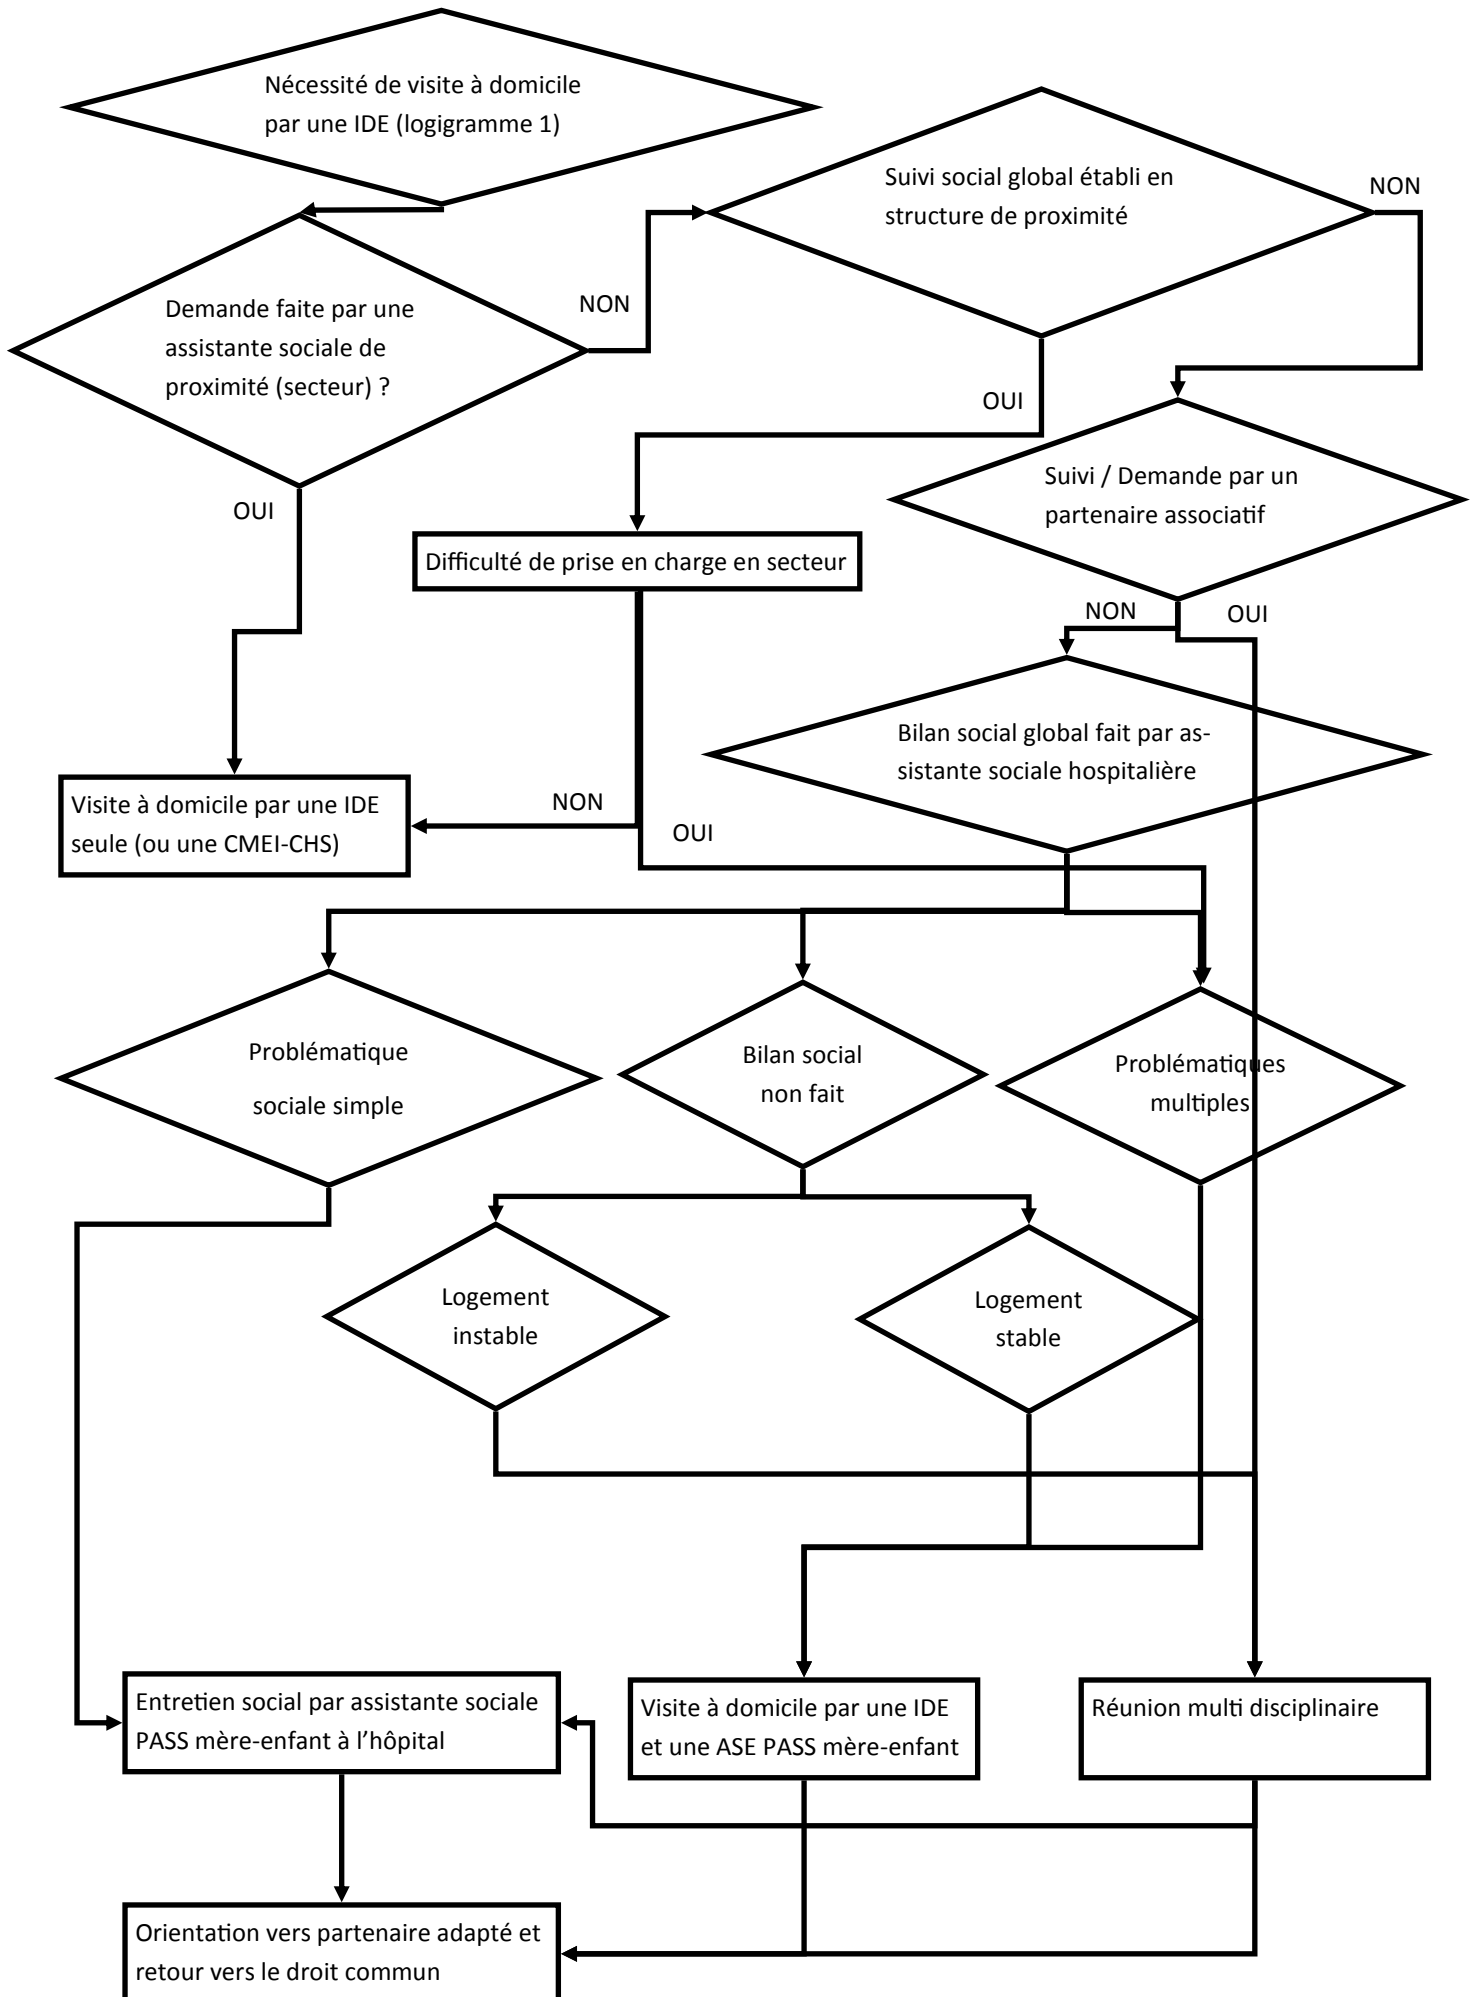 Nécessité de visite à domicile
par une IDE (logigramme 1)
Suivi social global établi en
structure de proximité
NON
Demande faite par une
assistante sociale de
proximité (secteur) ?
NON
OUI
OUI
Suivi / Demande par un
partenaire associatif
Difficulté de prise en charge en secteur
NON
OUI
Bilan social global fait par as-
sistante sociale hospitalière
Visite à domicile par une IDE
seule (ou une CMEI-CHS)
NON
OUI
Problématique
sociale simple
Bilan social
non fait
Problématiques
multiples
Logement
instable
Logement
stable
Entretien social par assistante sociale
PASS mère-enfant à l’hôpital
Visite à domicile par une IDE
et une ASE PASS mère-enfant
Réunion multi disciplinaire
Orientation vers partenaire adapté et
retour vers le droit commun